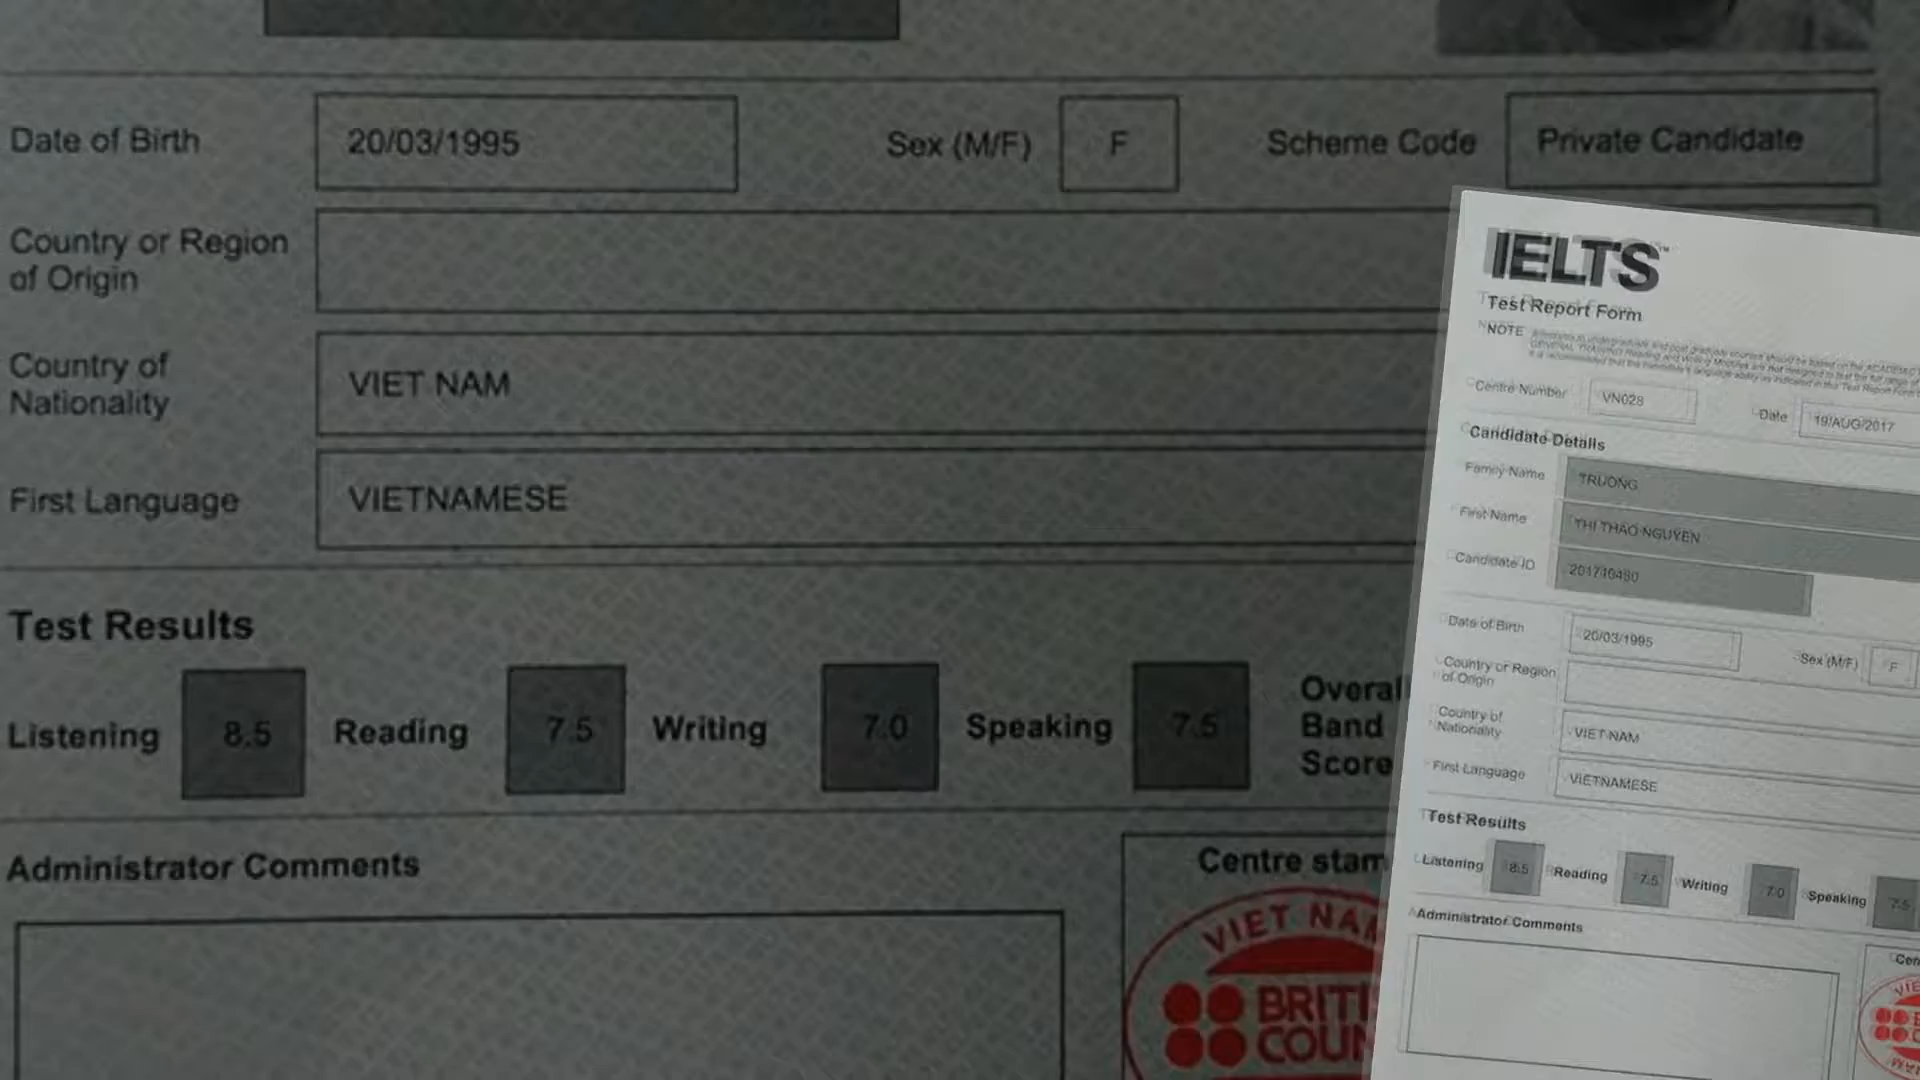 Date of Birth 20/03/1995 Sex (M/F) F Scheme Code Private Candidate
Country or Region
of Origin
Country of
Nationality VIET NAM
First Language VIETNAMESE
Test Results
Listening 8.5 Reading 7.5 Writing 7.0 Speaking 7.5 Overal
Band
Score
Administrator Comments
Centre stam
VIET NA
BRITI
COUN
IELTS
Test Report Form
NOTE
Centre Number VN028 Date 19/AUG/2017
Candidate Details
Family Name TRUONG
First Name THI THAO NGUYEN
Candidate ID
Date of Birth 20/03/1995 Sex (M/F) F
Country or Region
of Origin
Country of
Nationality VIET NAM
First Language VIETNAMESE
Test Results
Listening 8.5 Reading 7.5 Writing 7.0 Speaking 7.5
Administrator Comments
Cen
VIE